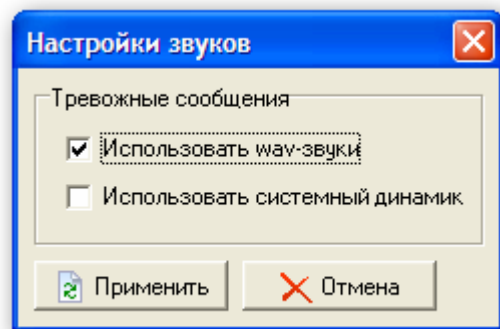 Настройки звуков
Тревожные сообщения
Использовать wav-звуки
Использовать системный динамик
Применить
Отмена